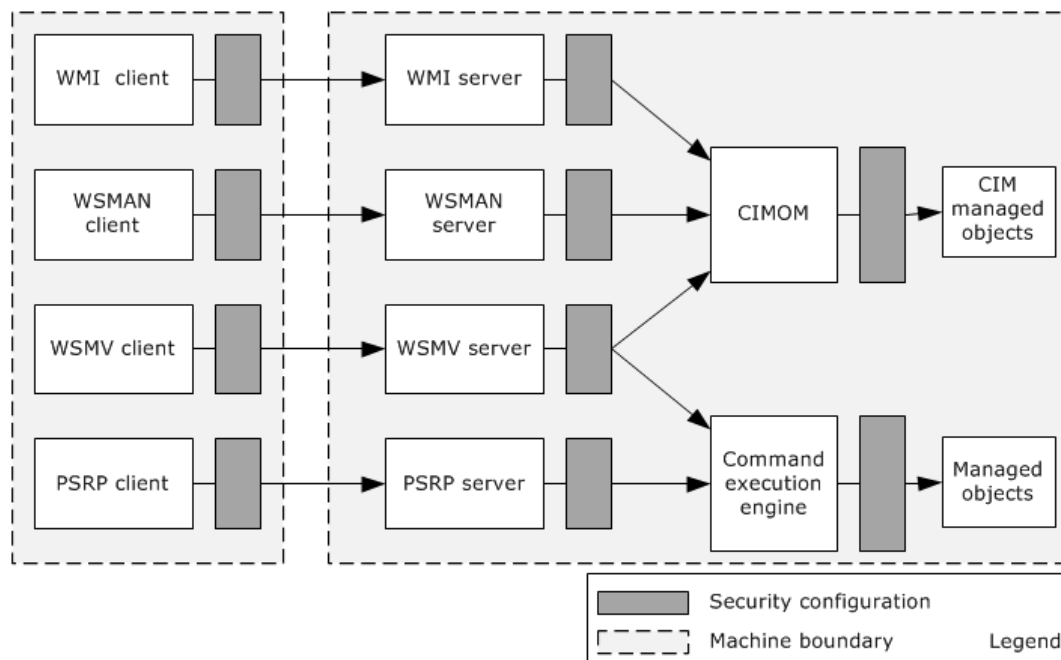 WMI client
WMI server
WSMAN
client
WSMAN
server
CIMOM
CIM
managed
objects
WSMV client
WSMV server
PSRP client
PSRP server
Command
execution
engine
Managed
objects
Security configuration
Machine boundary
Legend